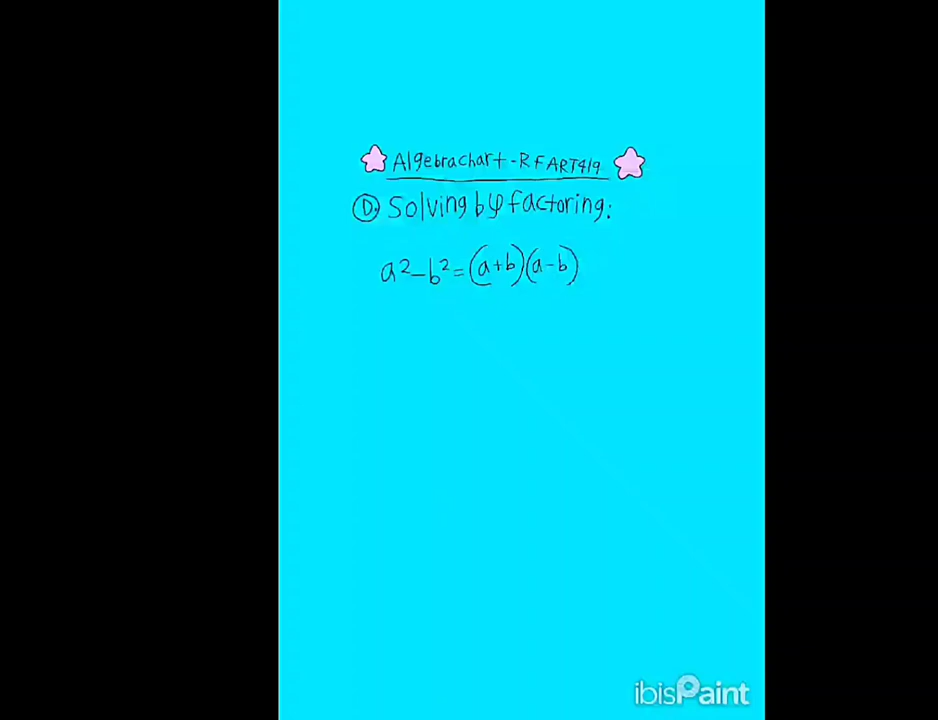 Algebrachart-RFART419
D. Solving by factoring:
a²-b²=(a+b)(a-b)
ibisPaint